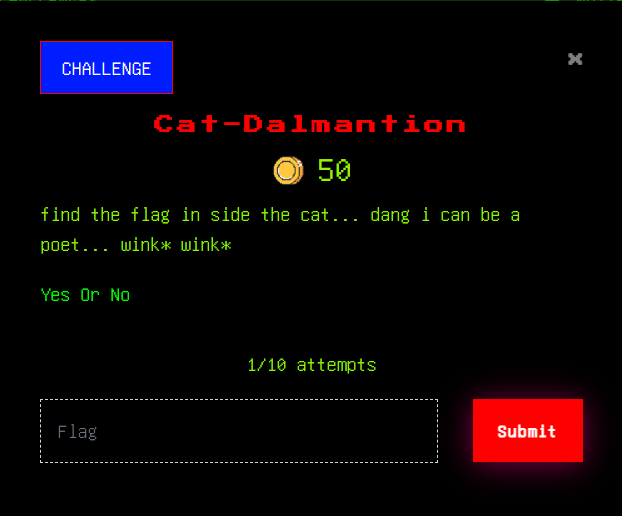 CHALLENGE
×
Cat-Dalmantion
50
find the flag in side the cat... dang i can be a
poet... wink* wink*
Yes Or No
1/10 attempts
Flag
Submit